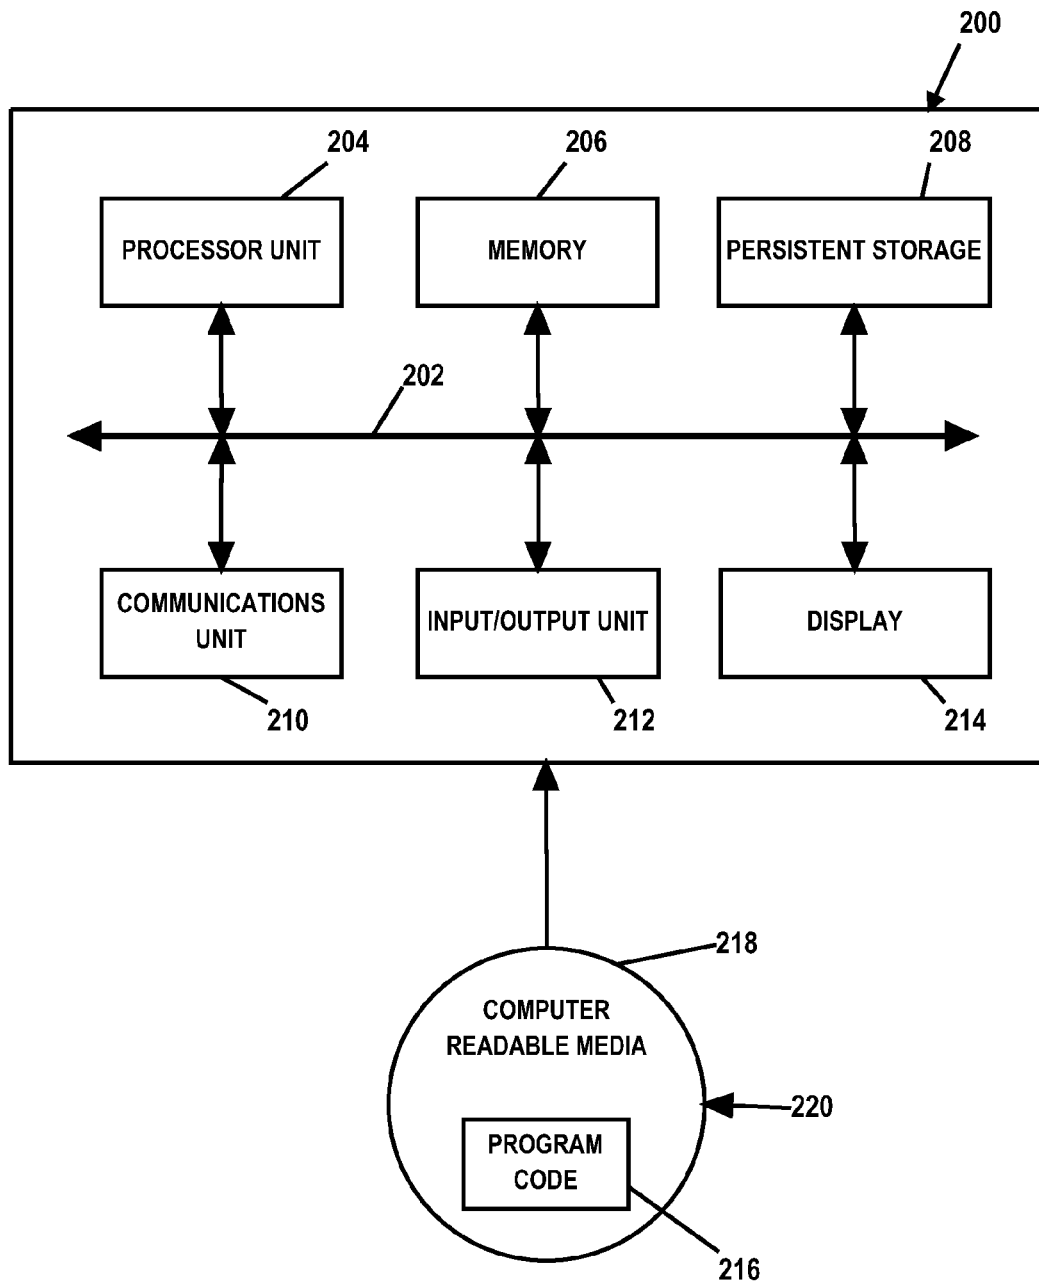 200
204
206
208
PROCESSOR UNIT
MEMORY
PERSISTENT STORAGE
202
COMMUNICATIONS
UNIT
INPUT/OUTPUT UNIT
DISPLAY
210
212
214
218
COMPUTER
READABLE MEDIA
220
PROGRAM
CODE
216